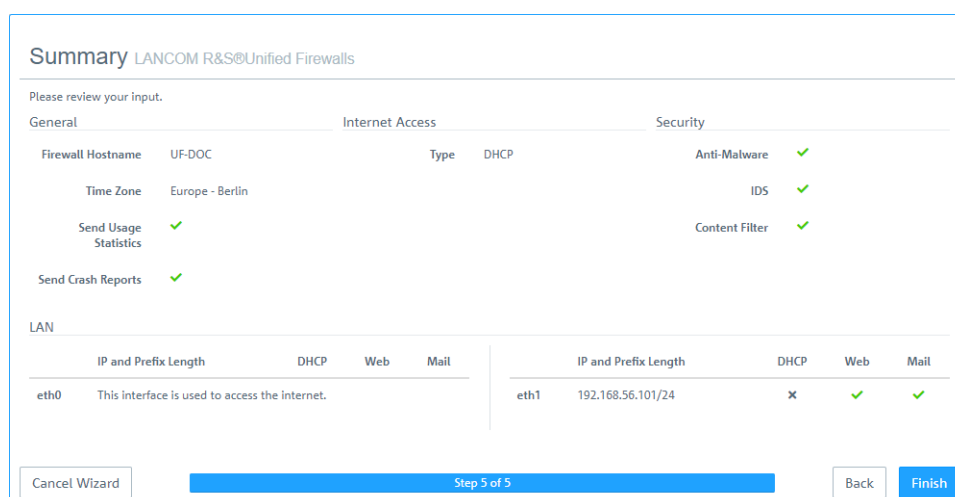 Summary LANCOM R&S®Unified Firewalls
Please review your input.
General Internet Access Security
Firewall Hostname UF-DOC Type DHCP Anti-Malware
Time Zone Europe - Berlin IDS
Send Usage Statistics Content Filter
Send Crash Reports
LAN
IP and Prefix Length DHCP Web Mail IP and Prefix Length DHCP Web Mail
eth0 This interface is used to access the internet. eth1 192.168.56.101/24
Cancel Wizard Step 5 of 5 Back Finish